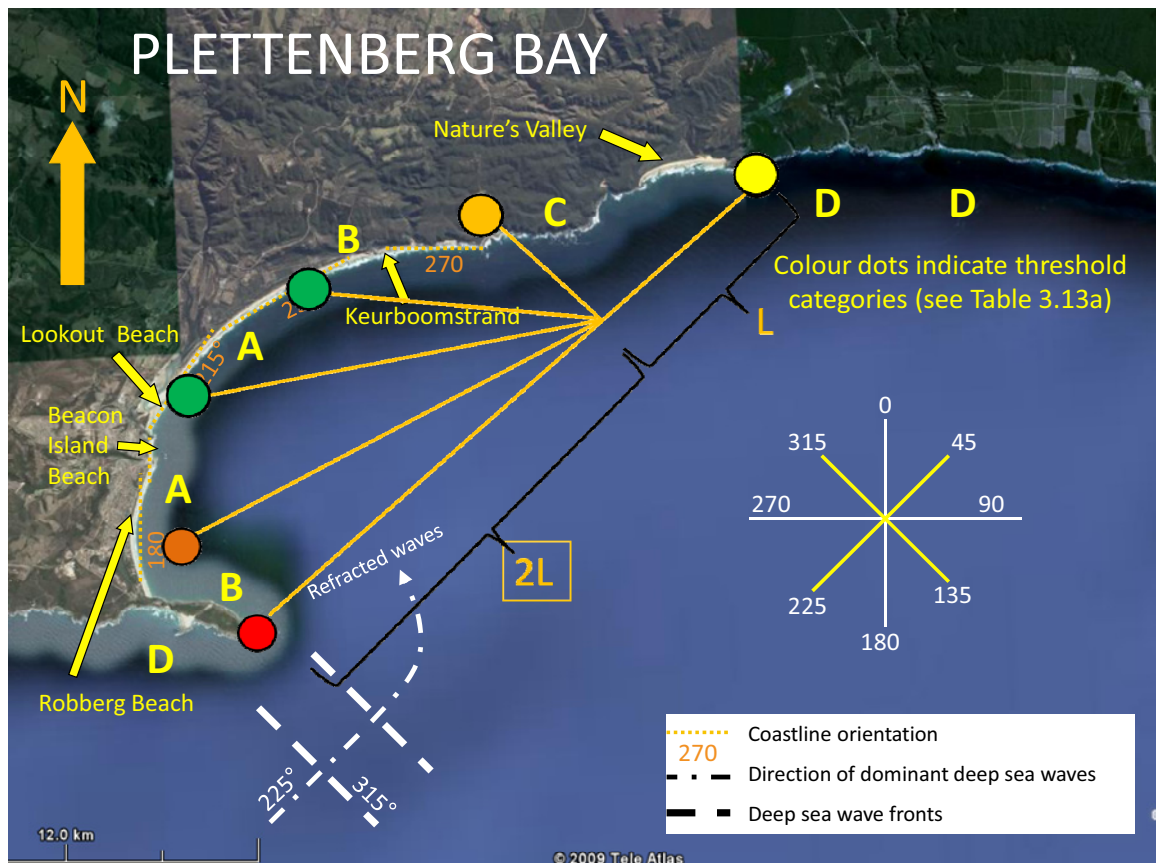 PLETTENBERG BAY
N
Nature's Valley
C
D
D
B
270
Keurboomstrand
Colour dots indicate threshold
categories (see Table 3.13a)
L
Lookout Beach
A
215°
Beacon
Island
Beach
A
180
B
Refracted waves
2L
D
Robberg Beach
0
315
45
270
90
225
135
180
225°
315°
270
Coastline orientation
Direction of dominant deep sea waves
Deep sea wave fronts
12.0 km
© 2009 Tele Atlas